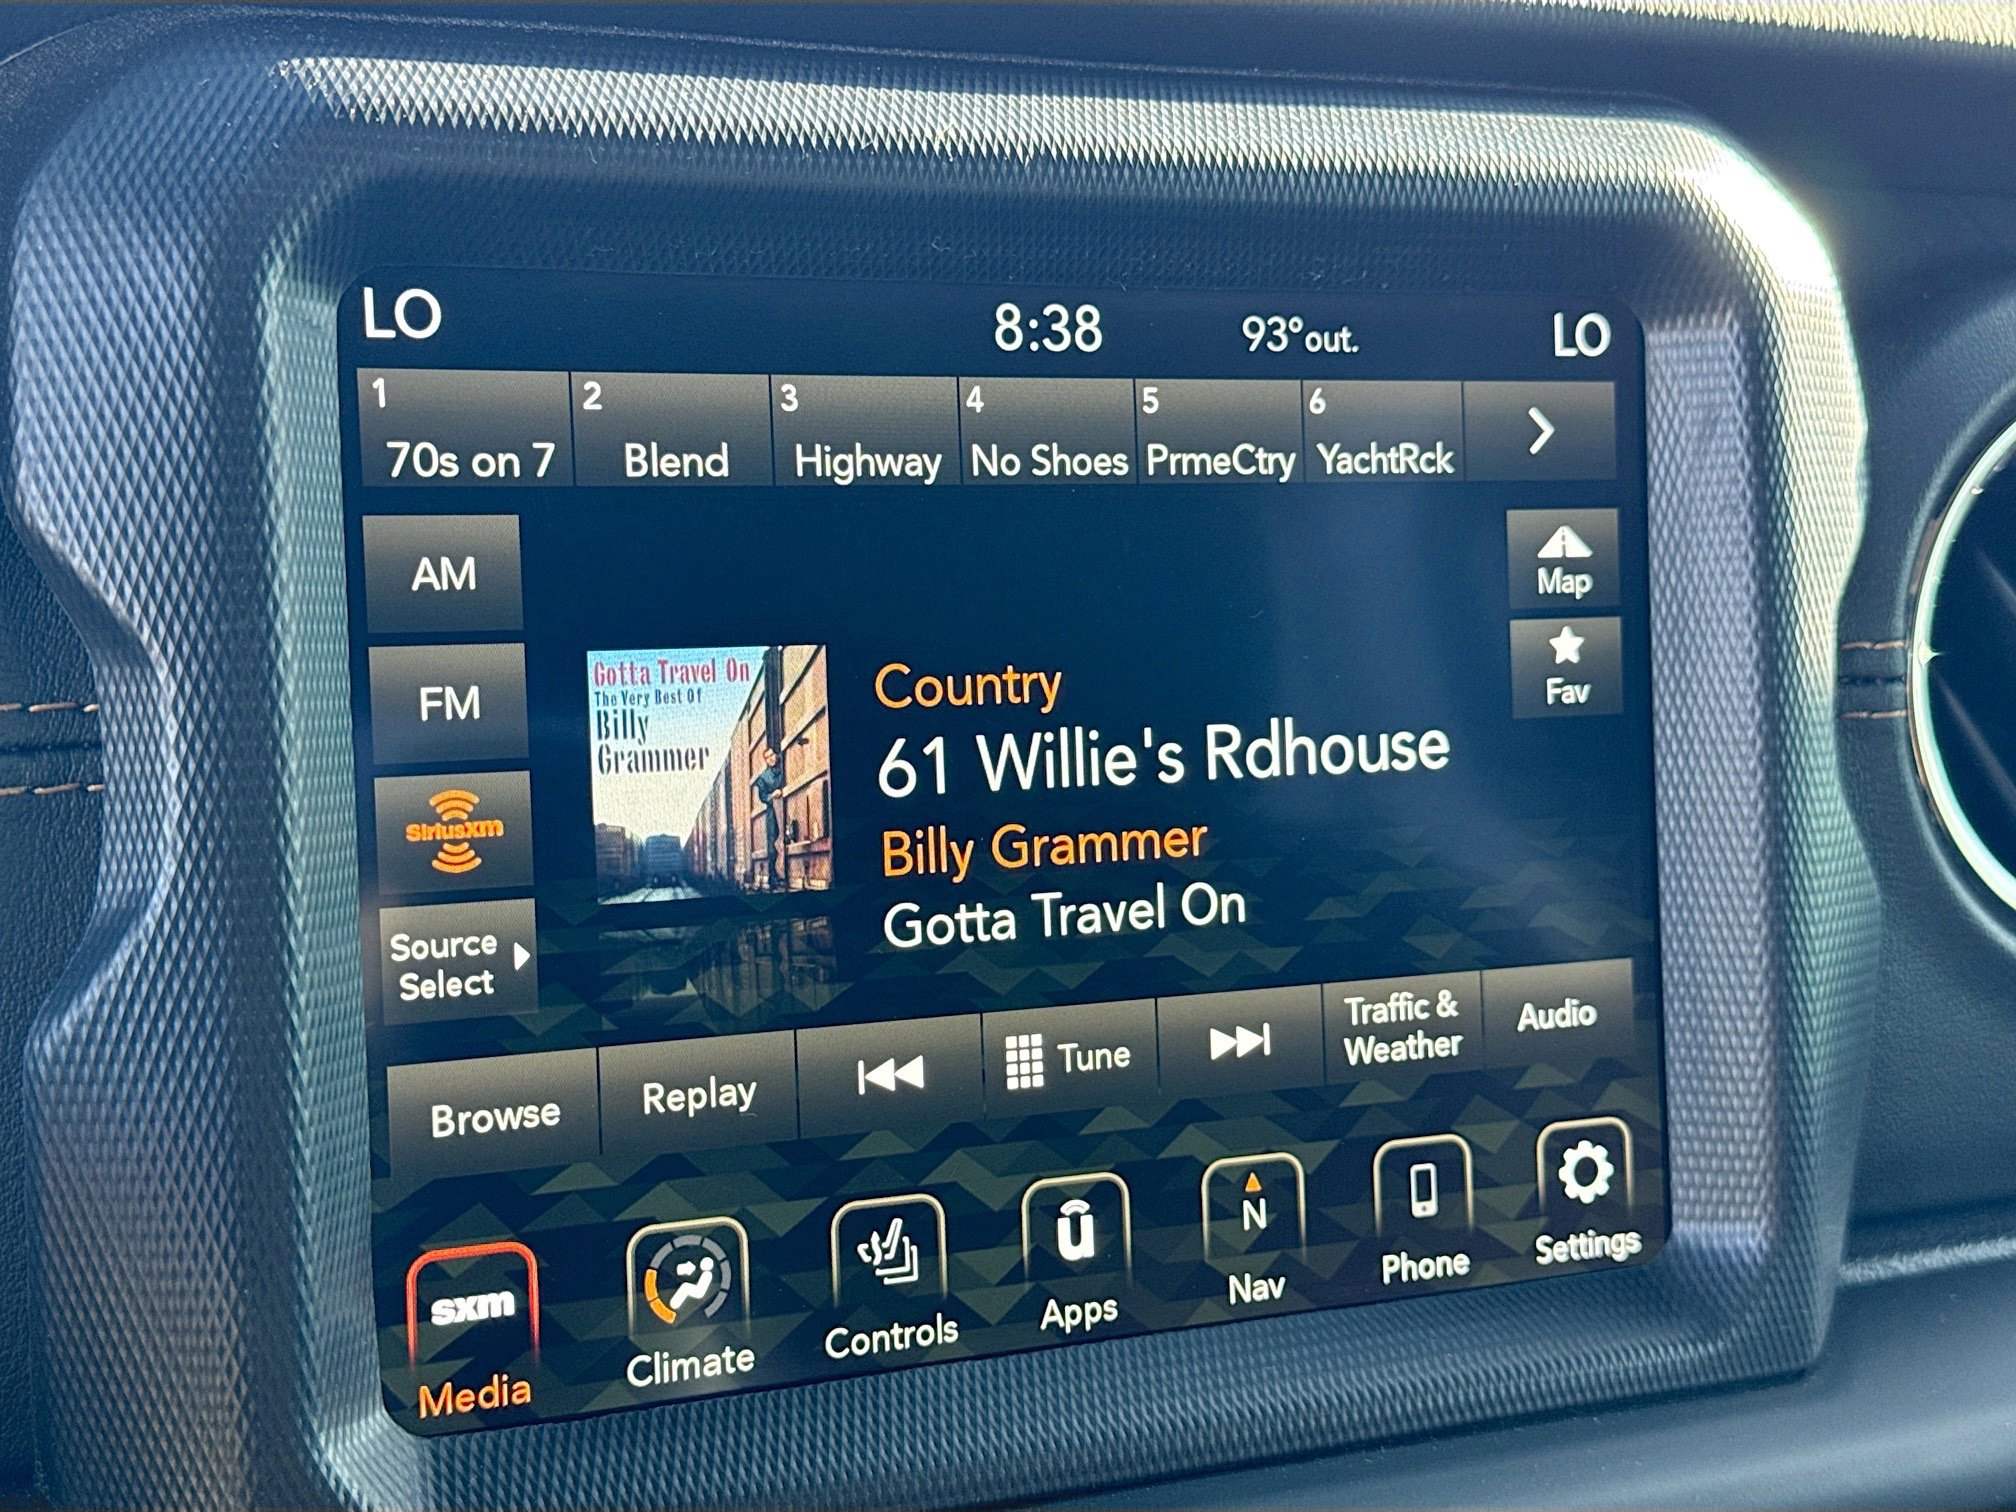 LO
8:38
93°out.
LO
1
2
3
4
5
6
70s on 7
Blend
Highway
No Shoes
PrmeCtry
YachtRck
AM
FM
siriusxm
Source
Select
Map
Fav
Gotta Travel On
The Very Best Of
Billy
Grammer
Country
61 Willie's Rdhouse
Billy Grammer
Gotta Travel On
Browse
Replay
Tune
Traffic &
Weather
Audio
sxm
Media
Climate
Controls
u
Apps
N
Nav
Phone
Settings